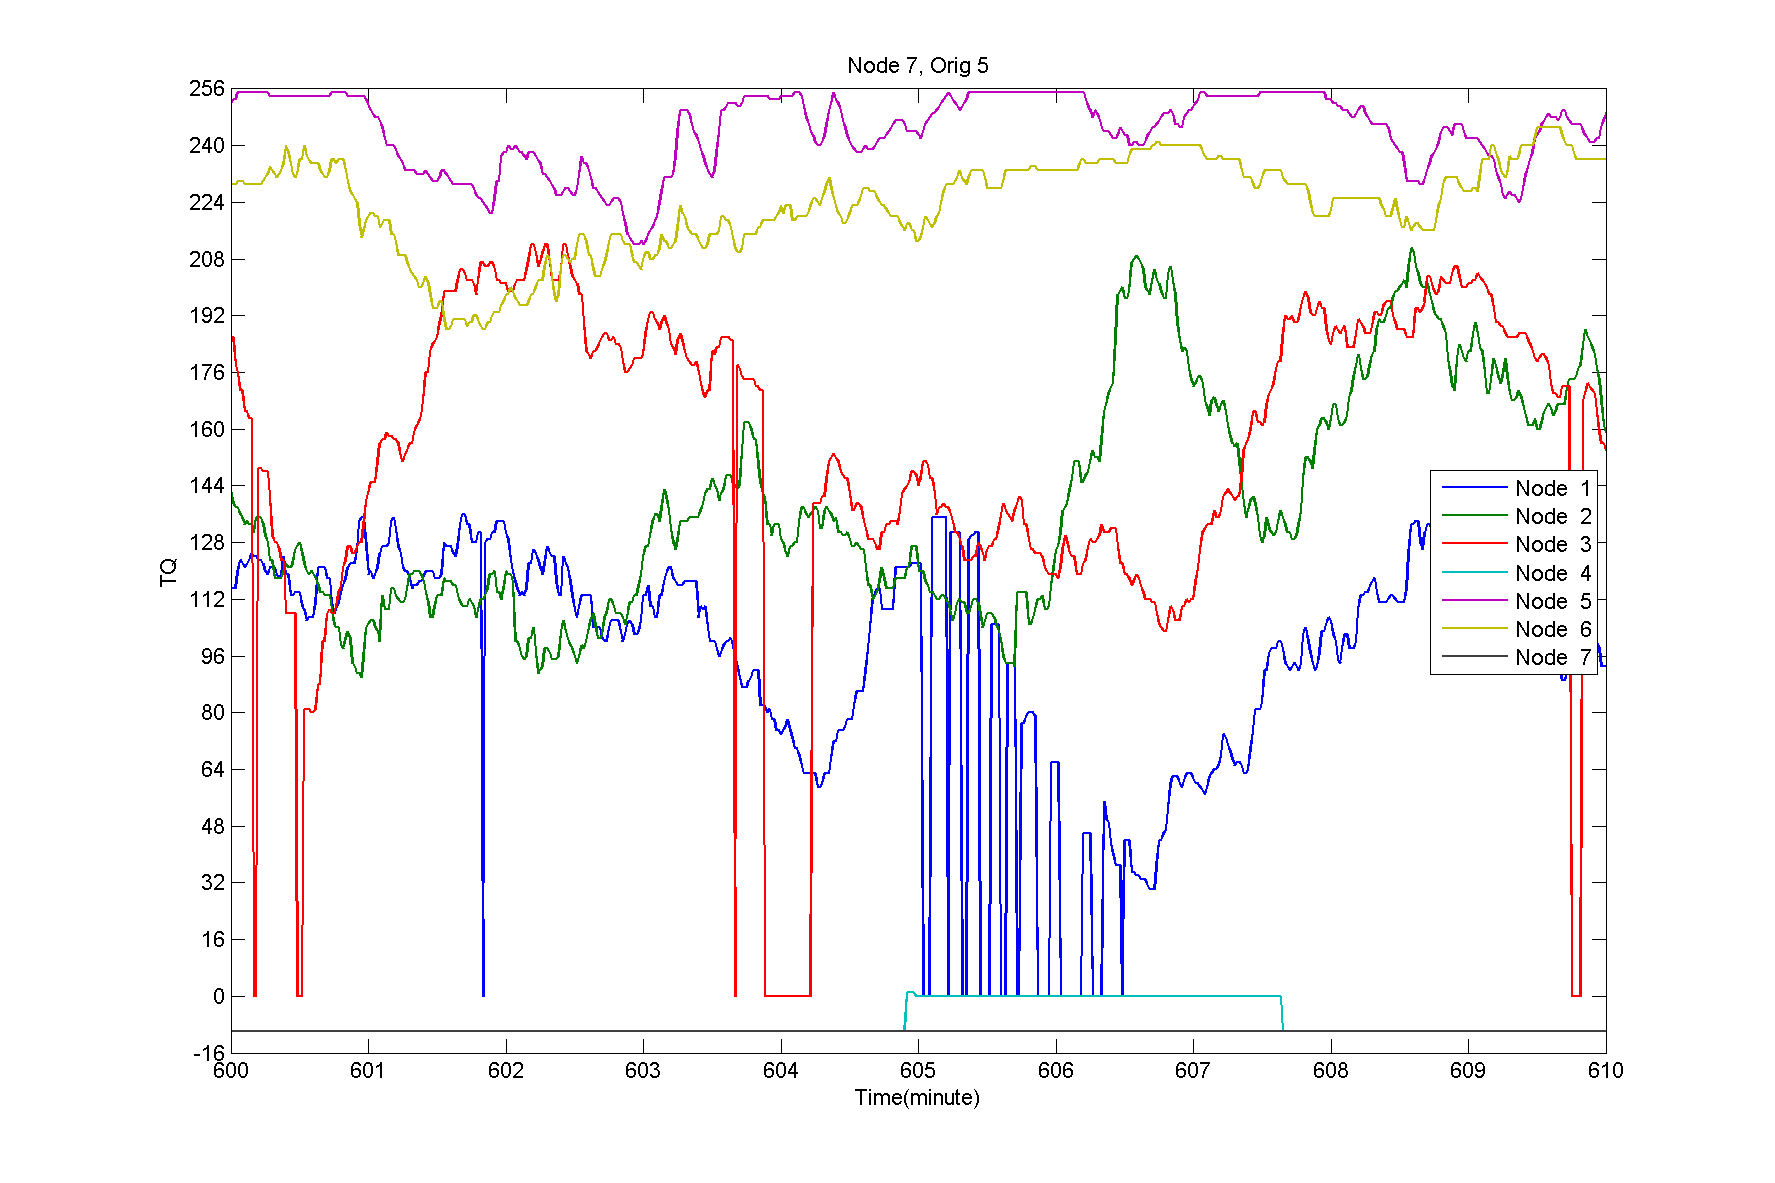 Node 7, Orig 5
256
240
224
208
192
176
160
144
128
112
96
80
64
48
32
16
0
-16
TQ
Node 1
Node 2
Node 3
Node 4
Node 5
Node 6
Node 7
600 601 602 603 604 605 606 607 608 609 610
Time(minute)